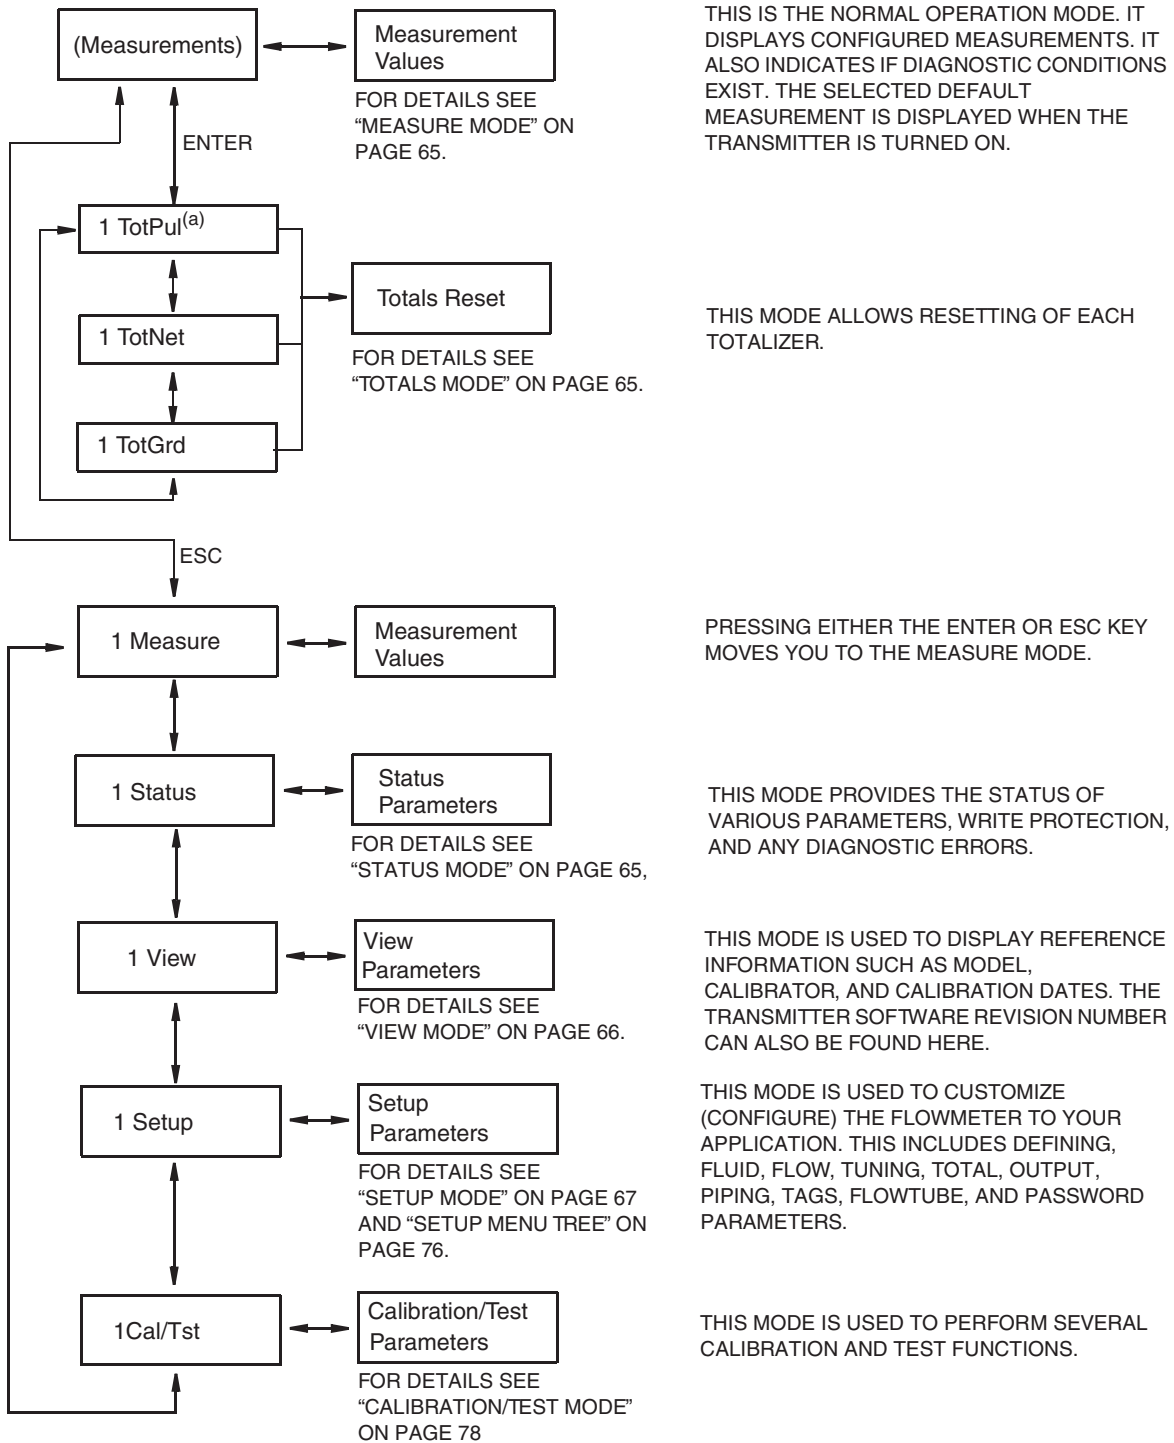 (Measurements)
Measurement
Values
FOR DETAILS SEE
“MEASURE MODE” ON
PAGE 65.
THIS IS THE NORMAL OPERATION MODE. IT
DISPLAYS CONFIGURED MEASUREMENTS. IT
ALSO INDICATES IF DIAGNOSTIC CONDITIONS
EXIST. THE SELECTED DEFAULT
MEASUREMENT IS DISPLAYED WHEN THE
TRANSMITTER IS TURNED ON.
ENTER
1 TotPul(a)
1 TotNet
1 TotGrd
Totals Reset
FOR DETAILS SEE
“TOTALS MODE” ON PAGE 65.
THIS MODE ALLOWS RESETTING OF EACH
TOTALIZER.
ESC
1 Measure
Measurement
Values
PRESSING EITHER THE ENTER OR ESC KEY
MOVES YOU TO THE MEASURE MODE.
1 Status
Status
Parameters
FOR DETAILS SEE
“STATUS MODE” ON PAGE 65,
THIS MODE PROVIDES THE STATUS OF
VARIOUS PARAMETERS, WRITE PROTECTION,
AND ANY DIAGNOSTIC ERRORS.
1 View
View
Parameters
FOR DETAILS SEE
“VIEW MODE” ON PAGE 66.
THIS MODE IS USED TO DISPLAY REFERENCE
INFORMATION SUCH AS MODEL,
CALIBRATOR, AND CALIBRATION DATES. THE
TRANSMITTER SOFTWARE REVISION NUMBER
CAN ALSO BE FOUND HERE.
1 Setup
Setup
Parameters
FOR DETAILS SEE
“SETUP MODE” ON PAGE 67
AND “SETUP MENU TREE” ON
PAGE 76.
THIS MODE IS USED TO CUSTOMIZE
(CONFIGURE) THE FLOWMETER TO YOUR
APPLICATION. THIS INCLUDES DEFINING,
FLUID, FLOW, TUNING, TOTAL, OUTPUT,
PIPING, TAGS, FLOWTUBE, AND PASSWORD
PARAMETERS.
1Cal/Tst
Calibration/Test
Parameters
FOR DETAILS SEE
“CALIBRATION/TEST MODE”
ON PAGE 78
THIS MODE IS USED TO PERFORM SEVERAL
CALIBRATION AND TEST FUNCTIONS.